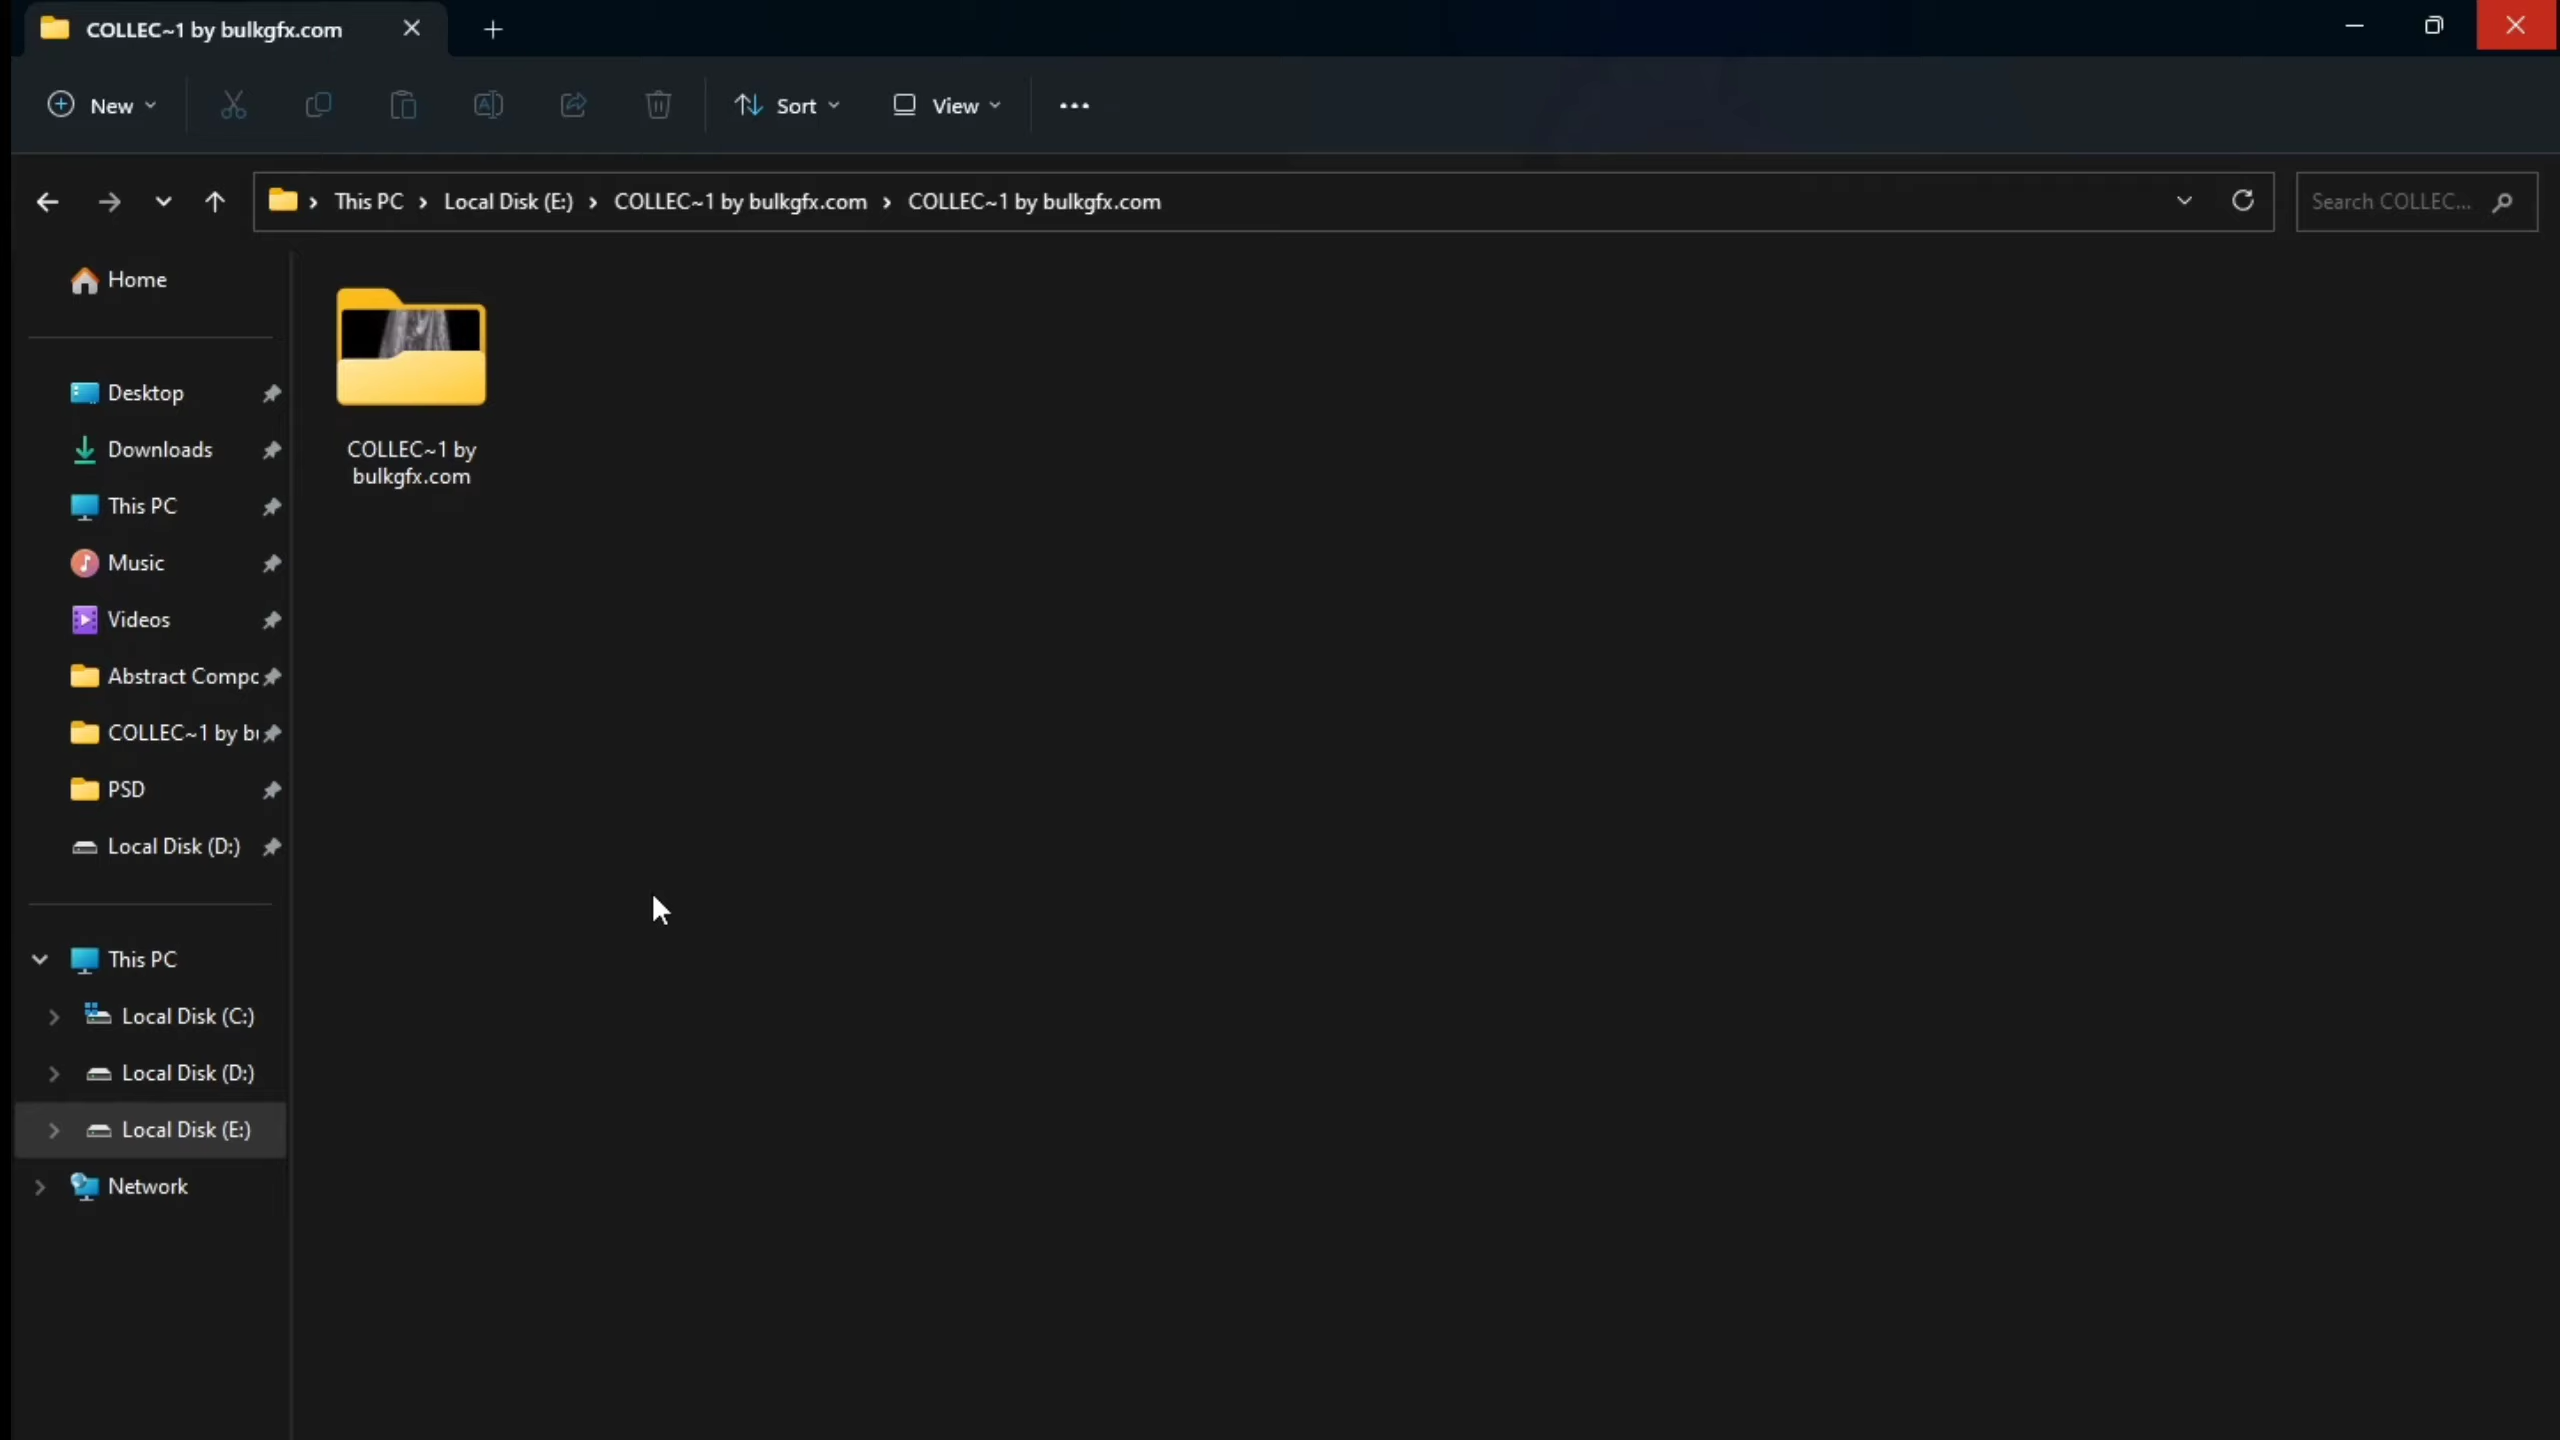 COLLEC~1 by bulkgfx.com
New
Sort
View
This PC
Local Disk (E:)
COLLEC~1 by bulkgfx.com
COLLEC~1 by bulkgfx.com
Search COLLEC...
Home
Desktop
Downloads
This PC
Music
Videos
Abstract Compo
COLLEC~1 by bu
PSD
Local Disk (D:)
This PC
Local Disk (C:)
Local Disk (D:)
Local Disk (E:)
Network
COLLEC~1 by
bulkgfx.com